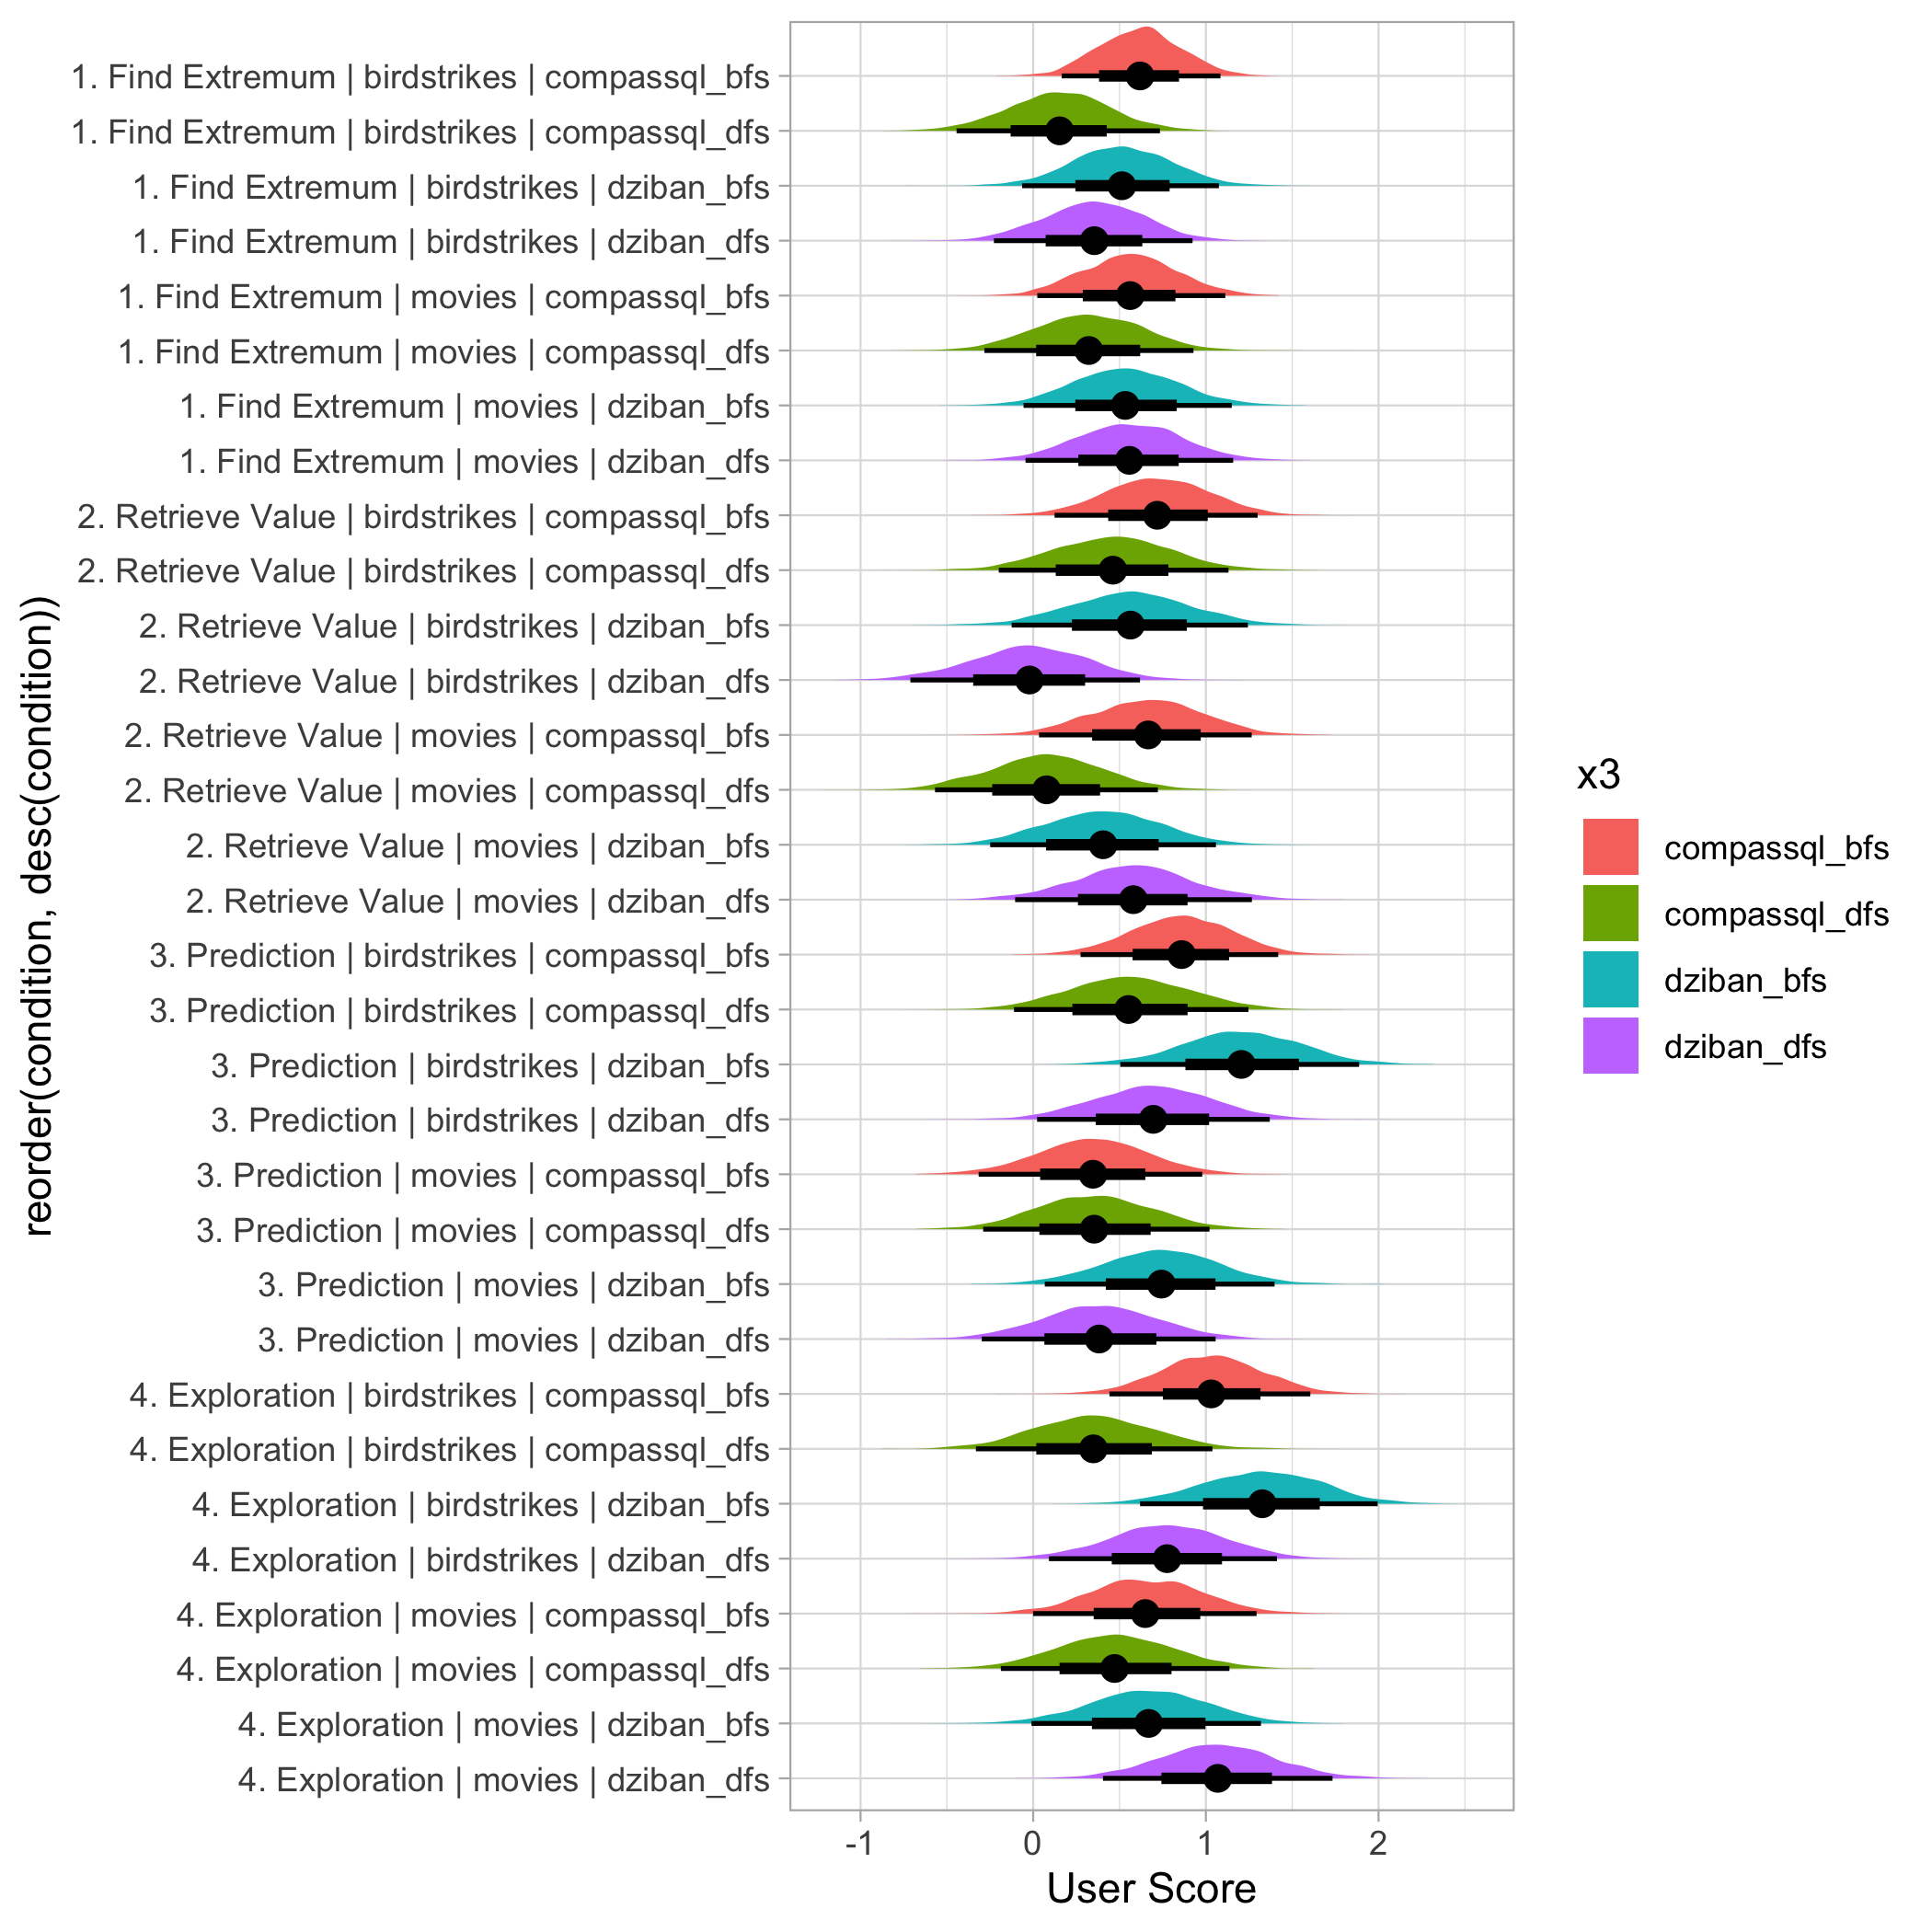 1. Find Extremum | birdstrikes | compassql_bfs
1. Find Extremum | birdstrikes | compassql_dfs
1. Find Extremum | birdstrikes | dziban_bfs
1. Find Extremum | birdstrikes | dziban_dfs
1. Find Extremum | movies | compassql_bfs
1. Find Extremum | movies | compassql_dfs
1. Find Extremum | movies | dziban_bfs
1. Find Extremum | movies | dziban_dfs
2. Retrieve Value | birdstrikes | compassql_bfs
2. Retrieve Value | birdstrikes | compassql_dfs
2. Retrieve Value | birdstrikes | dziban_bfs
2. Retrieve Value | birdstrikes | dziban_dfs
2. Retrieve Value | movies | compassql_bfs
2. Retrieve Value | movies | compassql_dfs
2. Retrieve Value | movies | dziban_bfs
2. Retrieve Value | movies | dziban_dfs
3. Prediction | birdstrikes | compassql_bfs
3. Prediction | birdstrikes | compassql_dfs
3. Prediction | birdstrikes | dziban_bfs
3. Prediction | birdstrikes | dziban_dfs
3. Prediction | movies | compassql_bfs
3. Prediction | movies | compassql_dfs
3. Prediction | movies | dziban_bfs
3. Prediction | movies | dziban_dfs
4. Exploration | birdstrikes | compassql_bfs
4. Exploration | birdstrikes | compassql_dfs
4. Exploration | birdstrikes | dziban_bfs
4. Exploration | birdstrikes | dziban_dfs
4. Exploration | movies | compassql_bfs
4. Exploration | movies | compassql_dfs
4. Exploration | movies | dziban_bfs
4. Exploration | movies | dziban_dfs
reorder(condition, desc(condition))
-1 0 1 2
User Score
x3
compassql_bfs
compassql_dfs
dziban_bfs
dziban_dfs